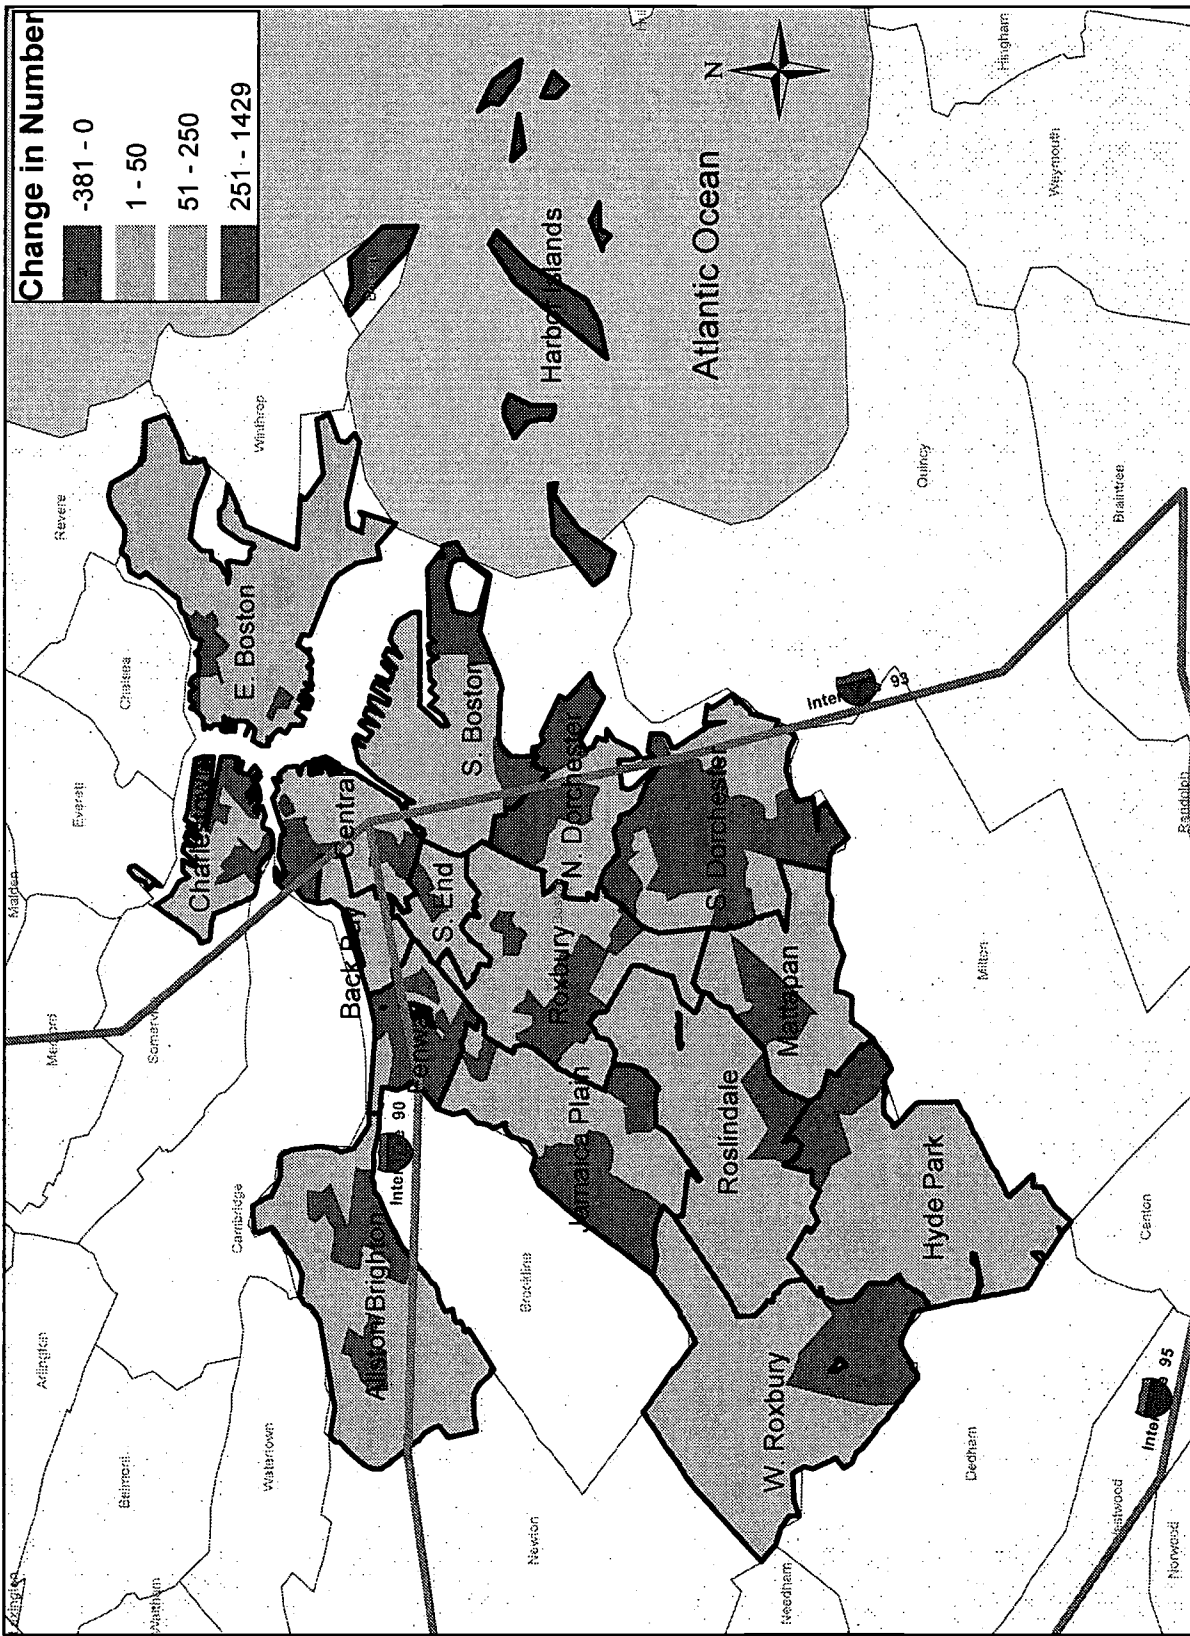 Change in Number
-381 - 0
1 - 50
51 - 250
251 - 1429
N
Atlantic Ocean
Harbor Islands
Hingham
Weymouth
Winthrop
Revere
Chelsea
Everett
Malden
Somerville
Cambridge
Arlington
Belmont
Watertown
Waltham
Newton
Brookline
Needham
Dedham
Norwood
Milton
Quincy
Braintree
Randolph
E. Boston
Charlestown
Central
Back Bay
S. End
S. Boston
Fenway
Roxbury
N. Dorchester
S. Dorchester
Mattapan
Jamaica Plain
Roslindale
Hyde Park
W. Roxbury
Allston/Brighton
Interstate 90
Interstate 93
Interstate 95